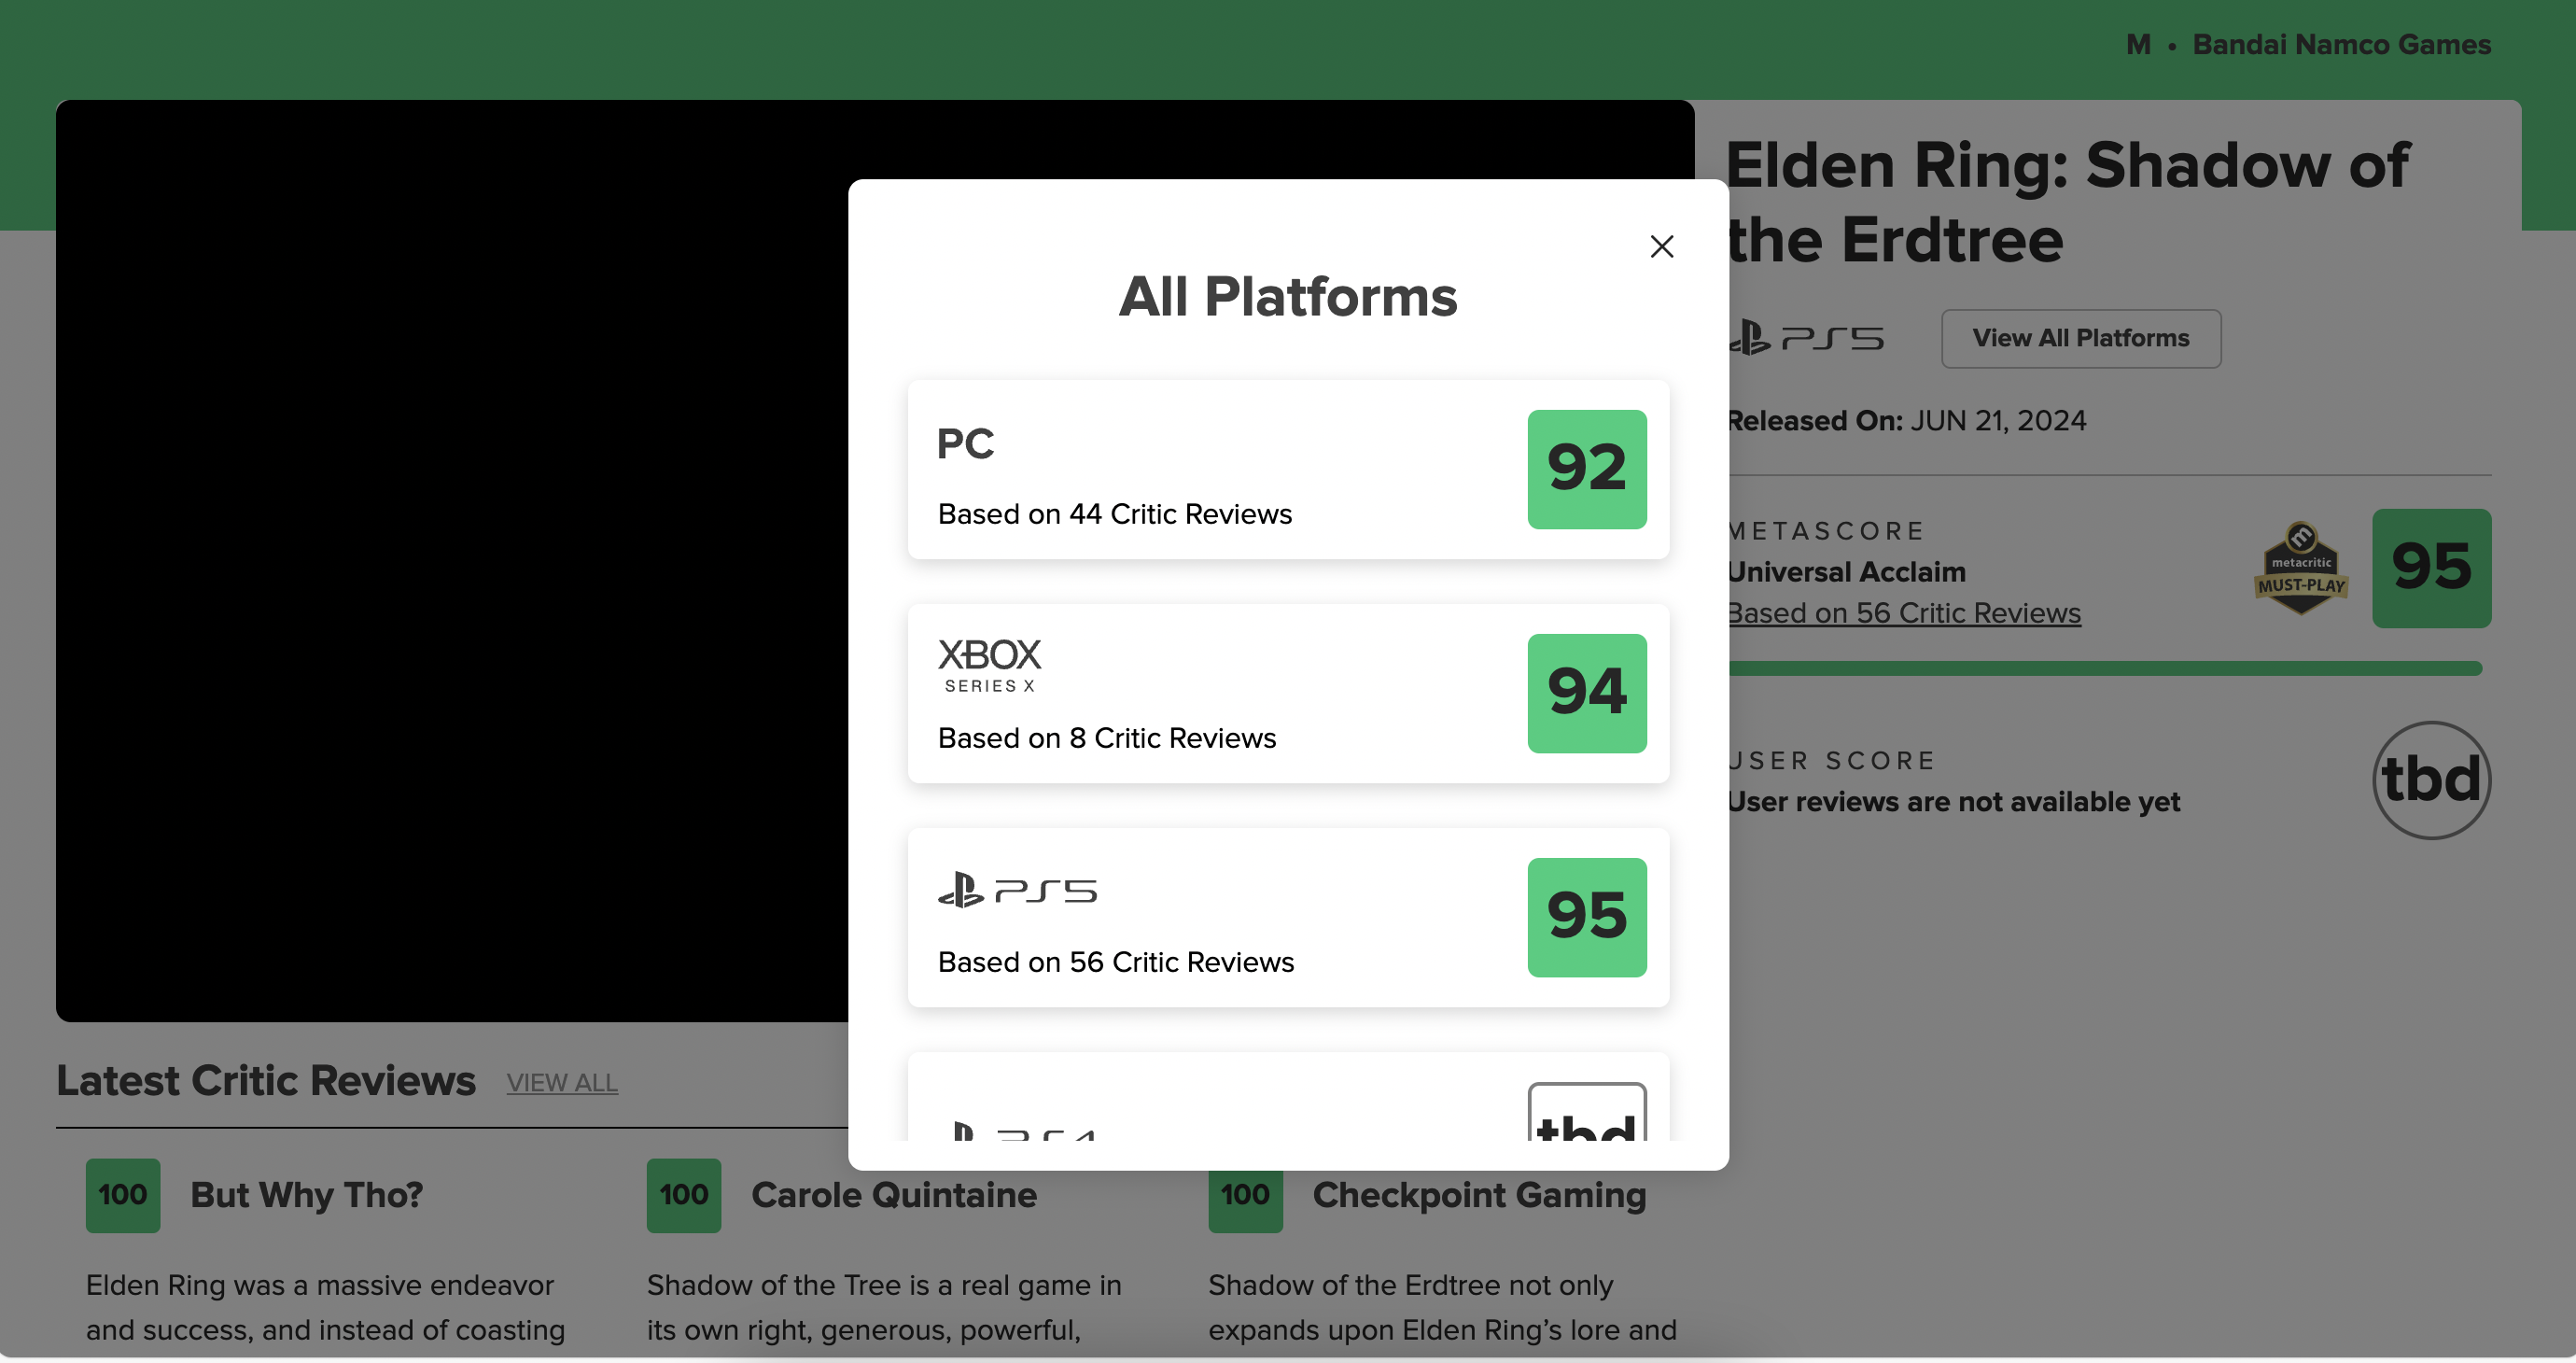 M • Bandai Namco Games
Elden Ring: Shadow of
the Erdtree
PS5
View All Platforms
Released On: JUN 21, 2024
METASCORE
Universal Acclaim
Based on 56 Critic Reviews
metacritic
MUST-PLAY
95
USER SCORE
User reviews are not available yet
tbd
All Platforms
PC
Based on 44 Critic Reviews
92
XBOX
SERIES X
Based on 8 Critic Reviews
94
PS5
Based on 56 Critic Reviews
95
PS4
tbd
Latest Critic Reviews
VIEW ALL
100 But Why Tho?
Elden Ring was a massive endeavor
and success, and instead of coasting
100 Carole Quintaine
Shadow of the Tree is a real game in
its own right, generous, powerful,
100 Checkpoint Gaming
Shadow of the Erdtree not only
expands upon Elden Ring’s lore and